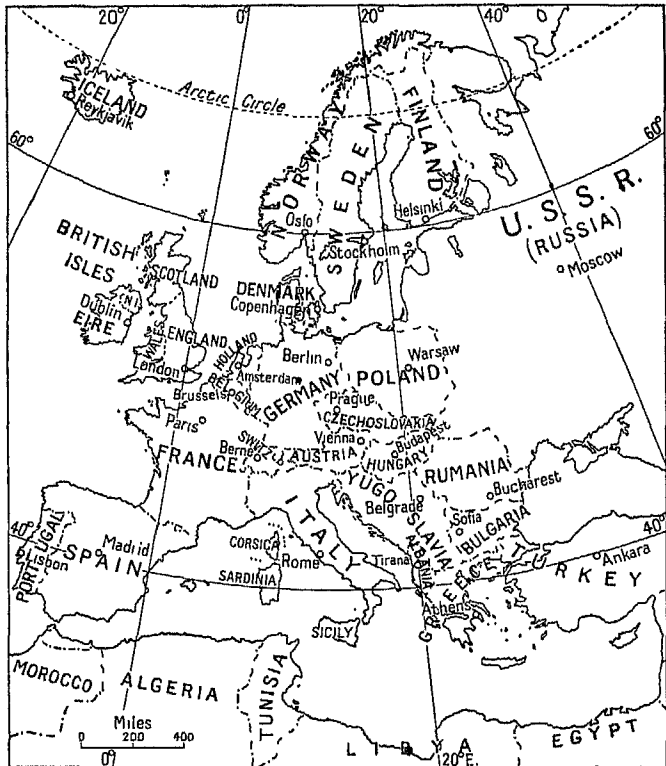 20°
0°
20°
40°
ICELAND
Reykjavik
Arctic Circle
60°
60°
NORWAY
SWEDEN
FINLAND
Oslo
Helsinki
Stockholm
U.S.S.R.
(RUSSIA)
Moscow
BRITISH
ISLES
SCOTLAND
N.I.
Dublin
EIRE
WALES
ENGLAND
London
DENMARK
Copenhagen
HOLLAND
Amsterdam
BELGIUM
Brussels
Berlin
GERMANY
Warsaw
POLAND
Prague
CZECHOSLOVAKIA
Paris
FRANCE
Berne
SWITZ.
Vienna
AUSTRIA
Budapest
HUNGARY
RUMANIA
Bucharest
YUGO SLAVIA
Belgrade
Sofia
BULGARIA
ITALY
CORSICA
Rome
SARDINIA
SICILY
Tirana
ALBANIA
GREECE
Athens
TURKEY
Ankara
40°
40°
PORTUGAL
Lisbon
SPAIN
Madrid
MOROCCO
ALGERIA
TUNISIA
LIBYA
EGYPT
Miles
0 200 400
0°
20°E.